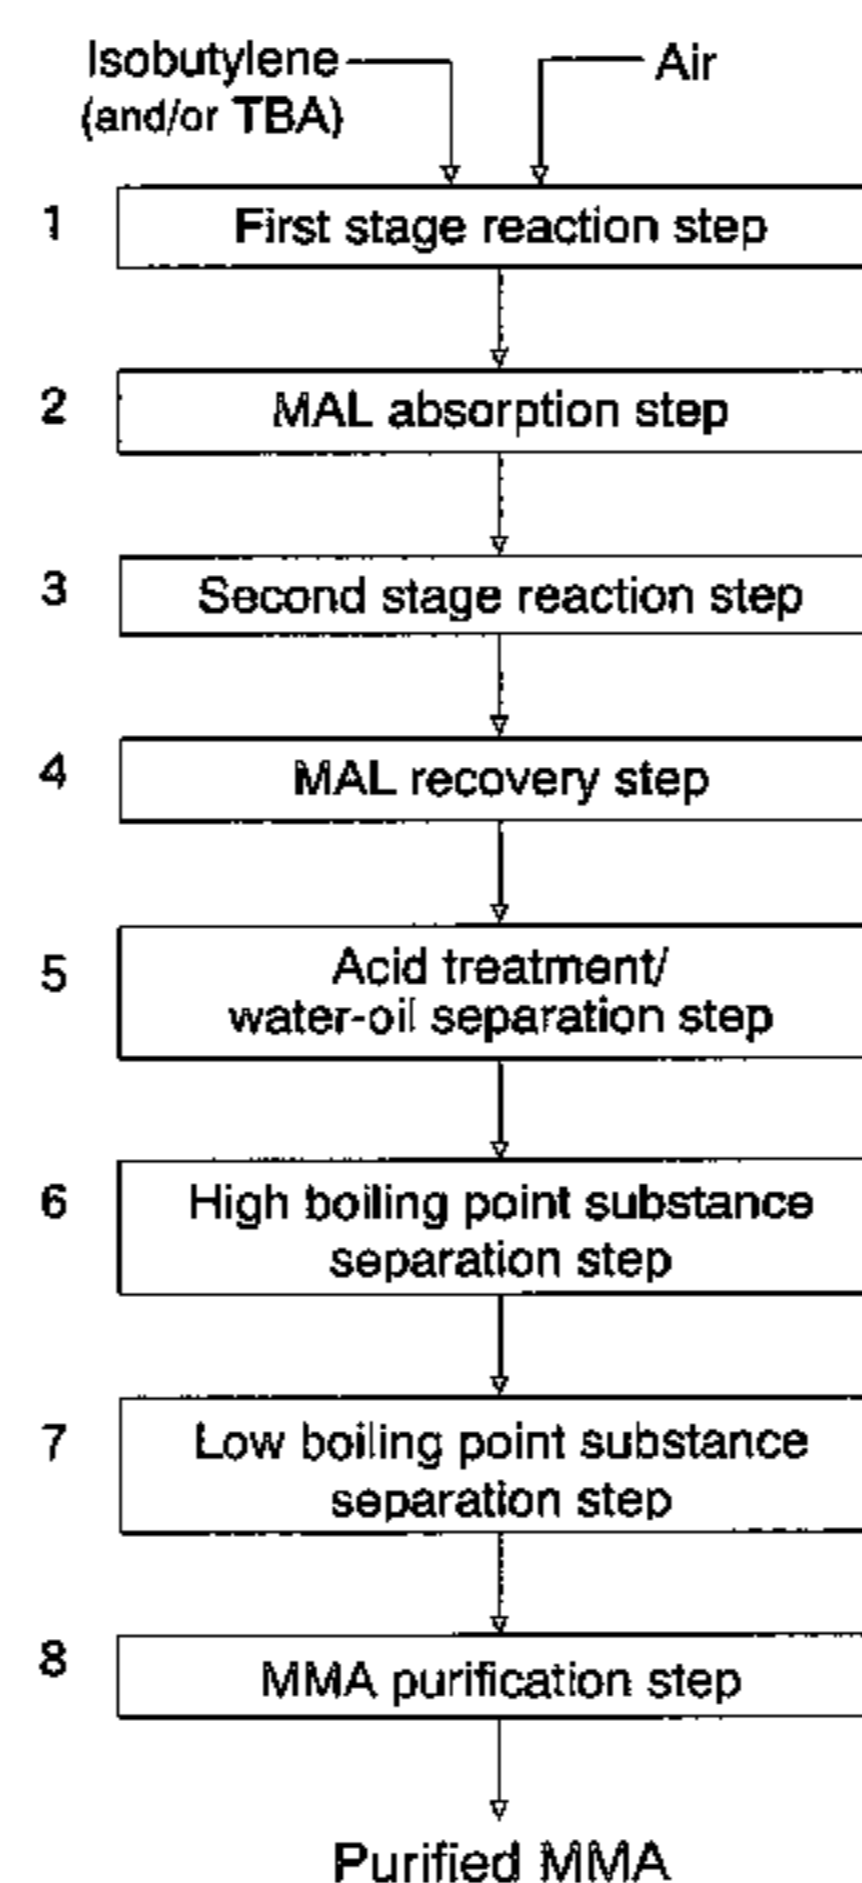 Isobutylene
(and/or TBA)
Air
1
First stage reaction step
2
MAL absorption step
3
Second stage reaction step
4
MAL recovery step
5
Acid treatment/
water-oil separation step
6
High boiling point substance
separation step
7
Low boiling point substance
separation step
8
MMA purification step
Purified MMA